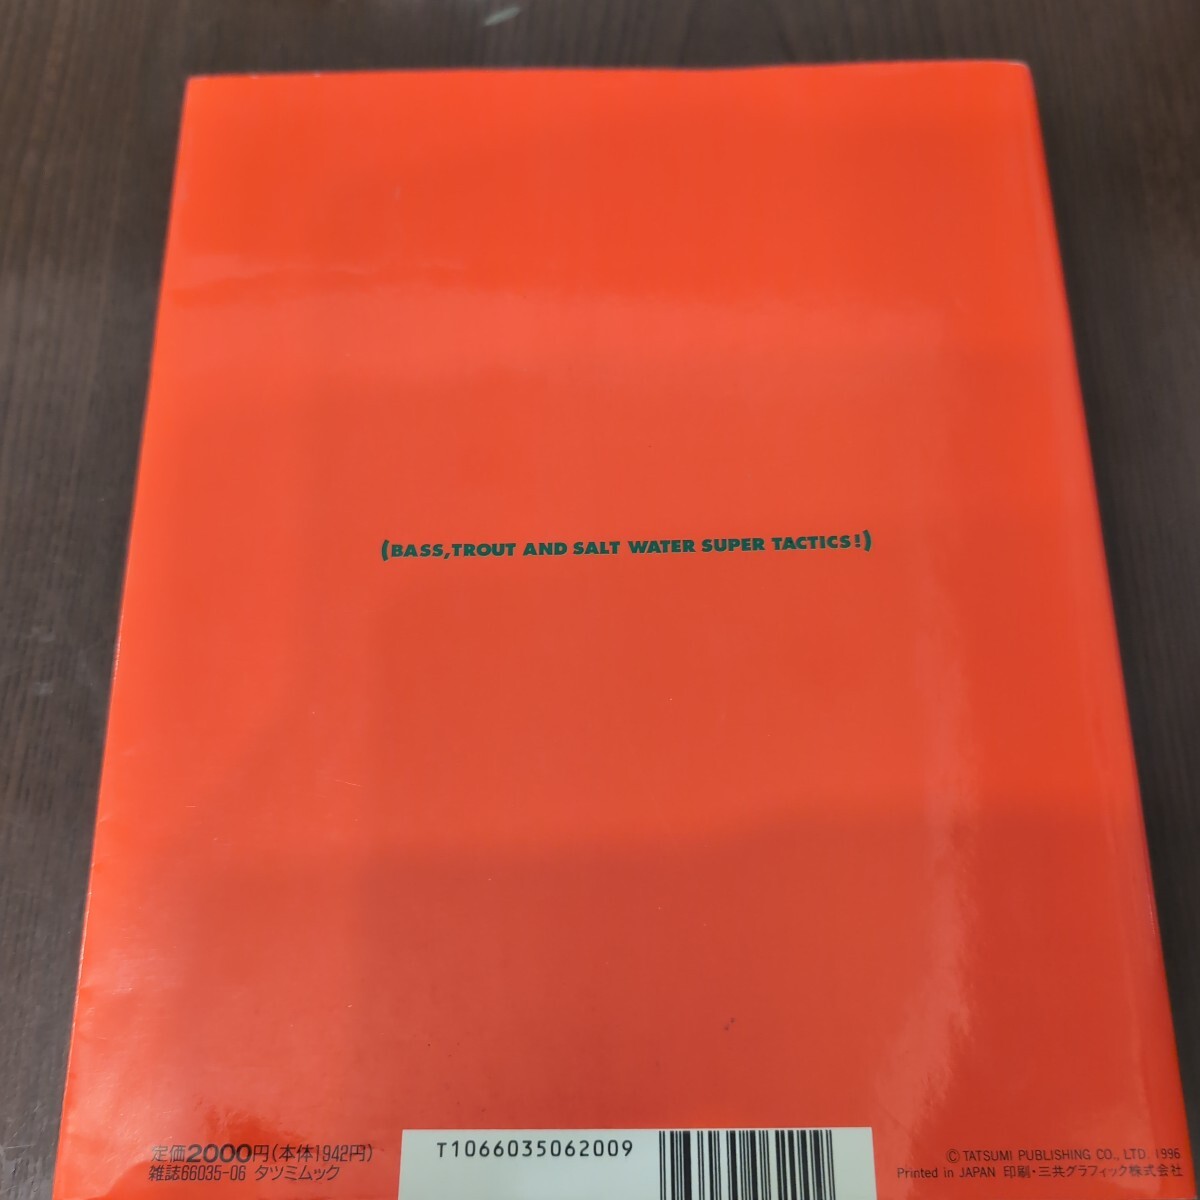 (BASS,TROUT AND SALT WATER SUPER TACTICS!)
定価2000円(本体1942円)
雑誌66035-06 タツミムック
T1066035062009
©TATSUMI PUBLISHING CO., LTD. 1996
Printed in JAPAN 印刷・三共グラフィック株式会社